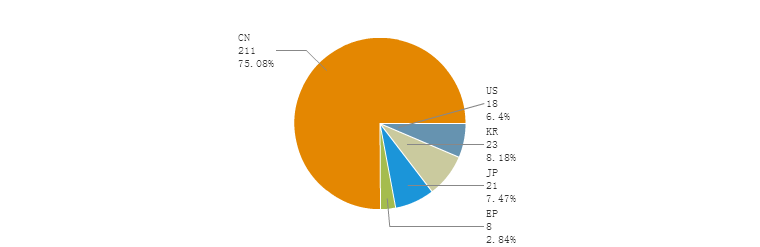 CN
211
75.08%
US
18
6.4%
KR
23
8.18%
JP
21
7.47%
EP
8
2.84%